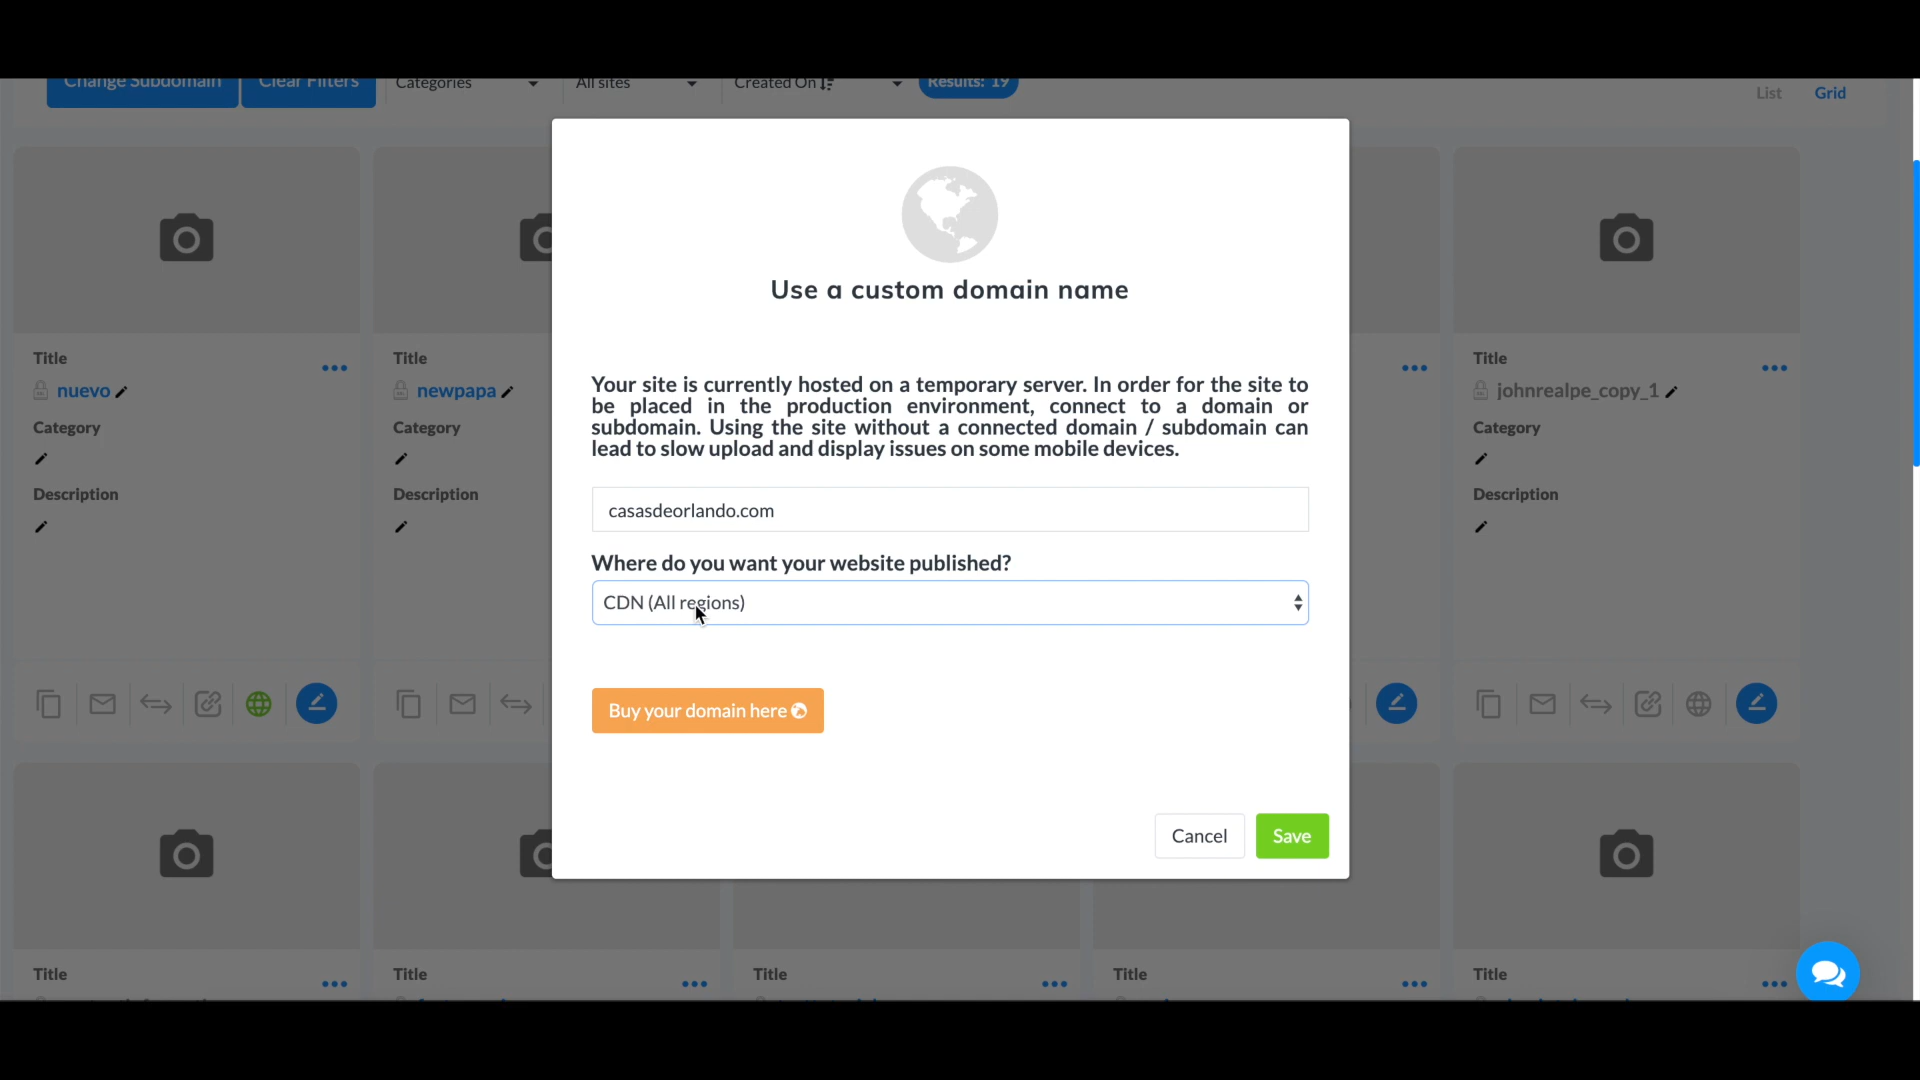 Change Subdomain
Clear Filters
Categories
All sites
Created On
Results: 19
List
Grid
Use a custom domain name
Your site is currently hosted on a temporary server. In order for the site to
be placed in the production environment, connect to a domain or
subdomain. Using the site without a connected domain / subdomain can
lead to slow upload and display issues on some mobile devices.
casasdeorlando.com
Where do you want your website published?
CDN (All regions)
Buy your domain here
Cancel
Save
Title
nuevo
Category
Description
Title
newpapa
Category
Description
Title
johnrealpe_copy_1
Category
Description
Title
Title
Title
Title
Title